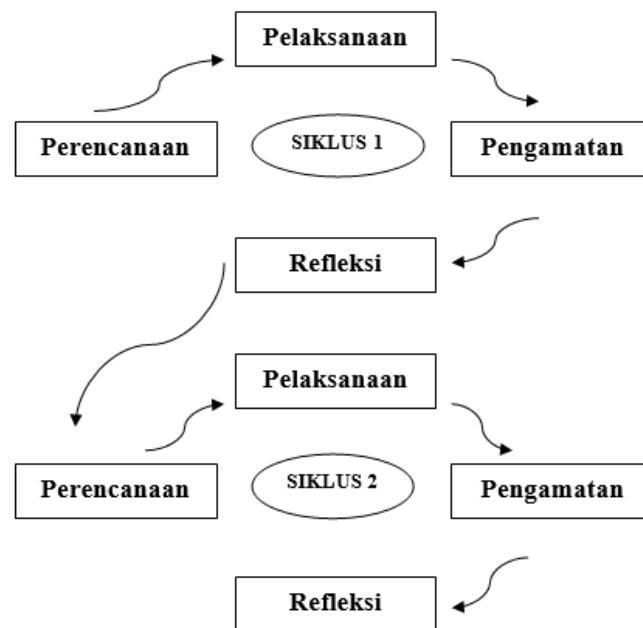 Pelaksanaan
Perencanaan
SIKLUS 1
Pengamatan
Refleksi
Pelaksanaan
Perencanaan
SIKLUS 2
Pengamatan
Refleksi